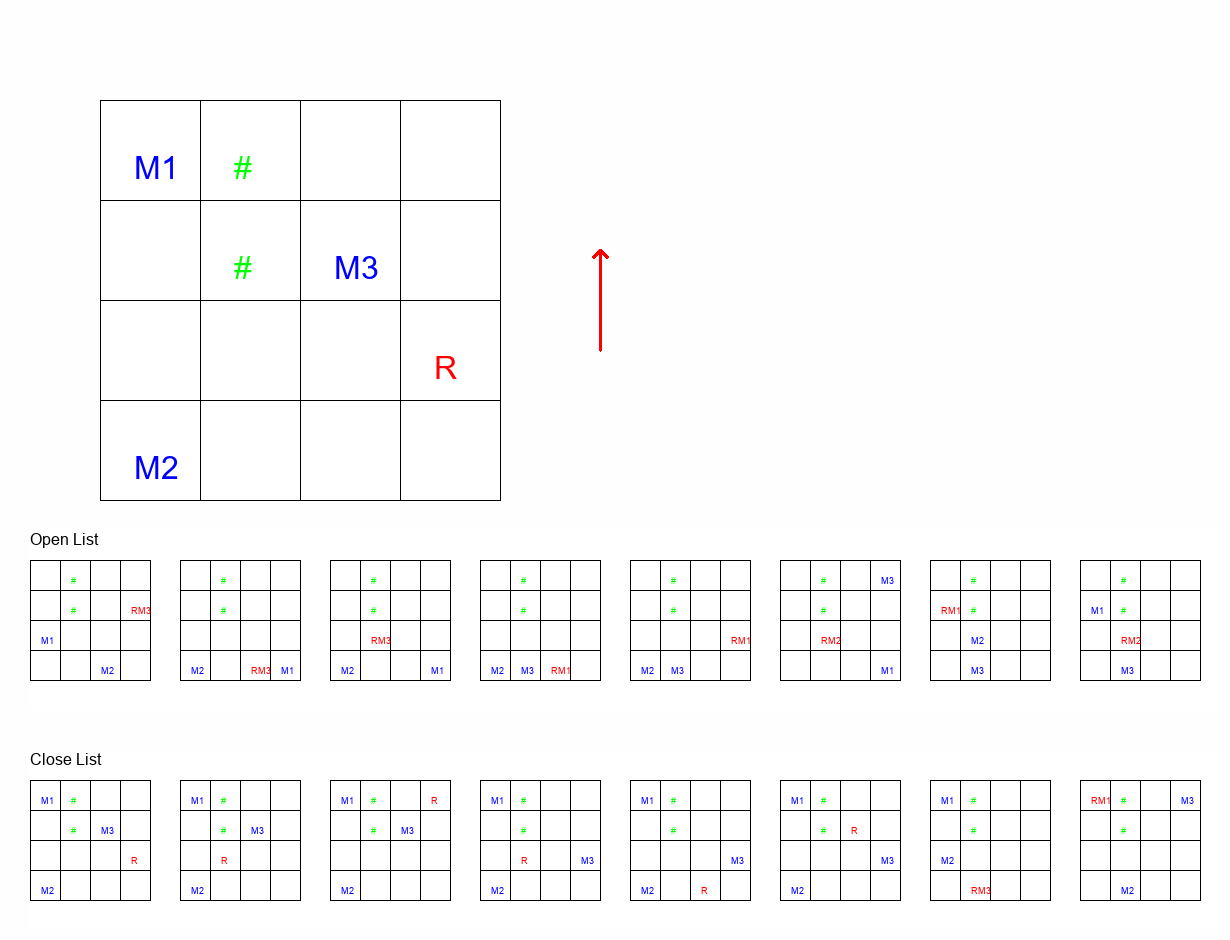 M1 #
# M3
R
M2
Open List
# # # # # # M3 # #
# RM3 # # # # # RM1 # M1 #
M1 RM3 RM1 RM2 M2 RM2
M2 M2 RM3 M1 M2 M1 M2 M3 RM1 M2 M3 M1 M3 M3
Close List
M1 # M1 # M1 # R M1 # M1 # M1 # M1 # RM1 # M3
# M3 # M3 # M3 # # # R # #
R R R M3 M3 M3 M2
M2 M2 M2 M2 M2 R M2 RM3 M2